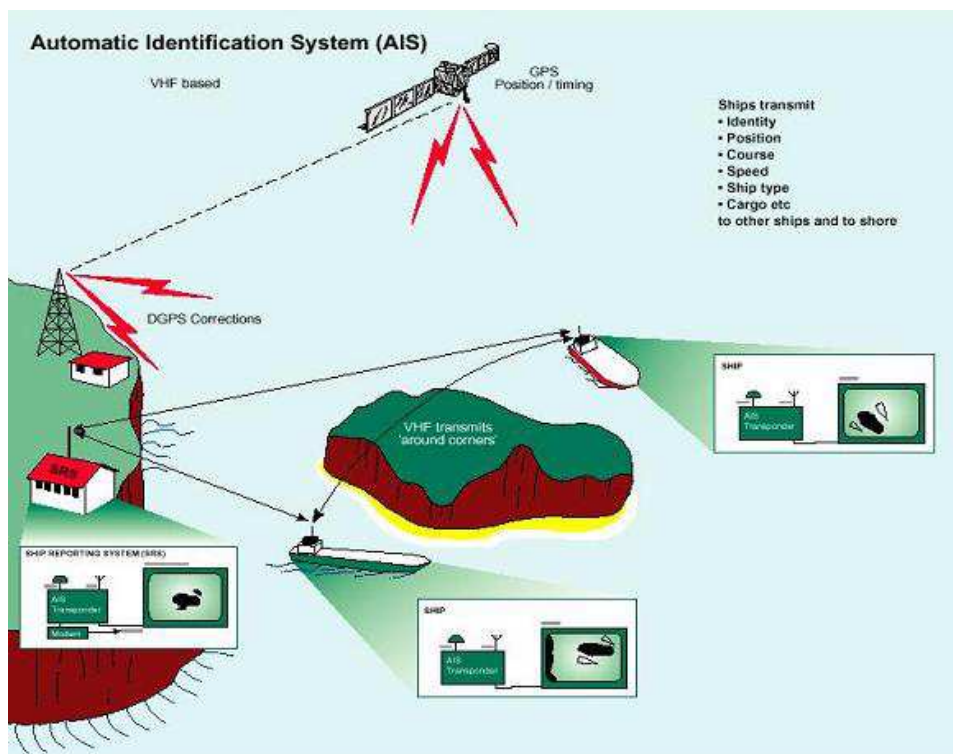 Automatic Identification System (AIS)
VHF based
GPS
Position / timing
Ships transmit
• Identity
• Position
• Course
• Speed
• Ship type
• Cargo etc
to other ships and to shore
DGPS Corrections
SHIP
AIS
Transponder
VHF transmits
'around corners'
SRS
SHIP REPORTING SYSTEM (SRS)
AIS
Transponder
Modem
SHIP
AIS
Transponder